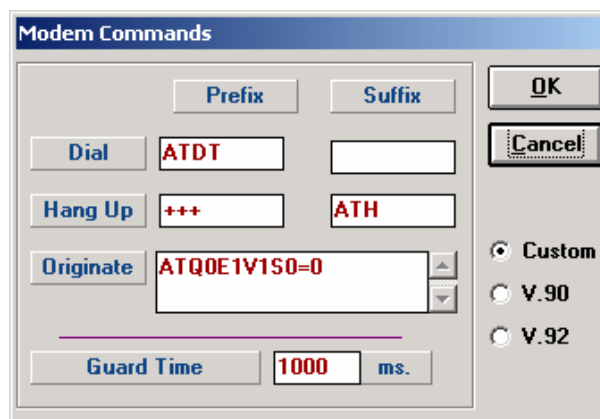 Modem Commands
Prefix Suffix OK
Dial ATDT Cancel
Hang Up +++ ATH
Originate ATQ0E1V1S0=0 Custom
V.90
V.92
Guard Time 1000 ms.